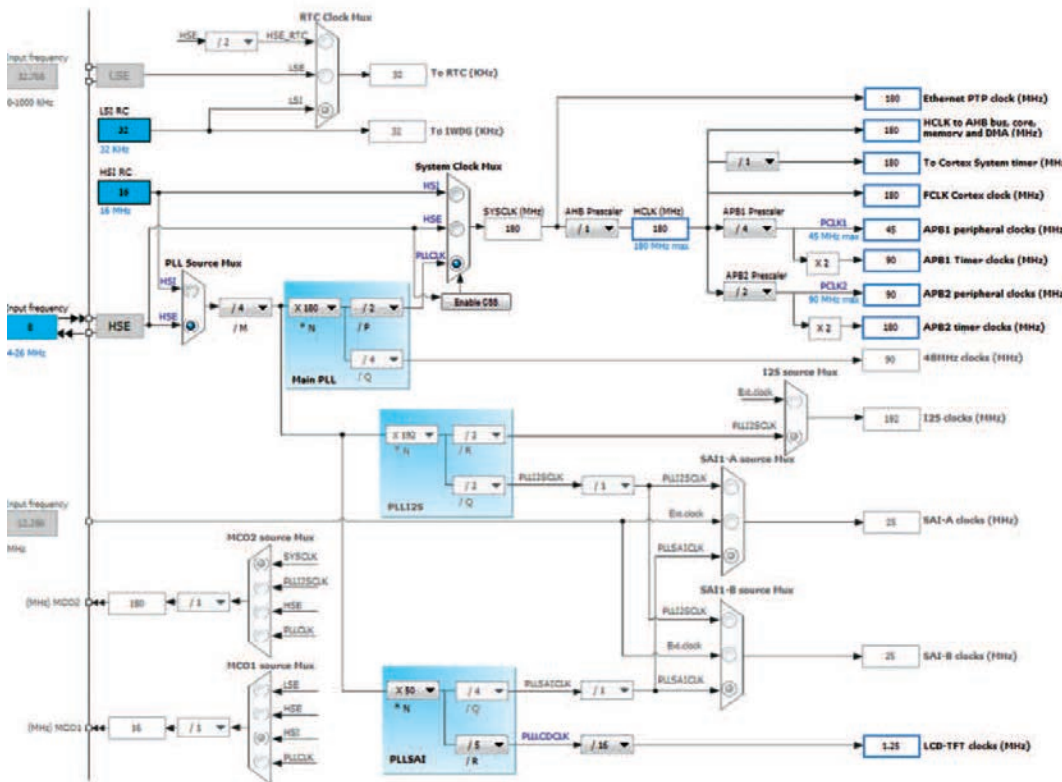 RTC Clock Mux
HSE
/ 2
HSE_RTC
Input frequency
32.768
LSE
LSE
32
To RTC (KHz)
0-1000 KHz
LSI RC
LSI
32
32 KHz
32
To IWDG (KHz)
180
Ethernet PTP clock (MHz)
180
HCLK to AHB bus, core,
memory and DMA (MHz)
HSI RC
16
16 MHz
System Clock Mux
HSI
HSE
PLLCLK
SYSCLK (MHz)
180
AHB Prescaler
/ 1
HCLK (MHz)
180
180 MHz max
/ 1
180
To Cortex System timer (MH
180
FCLK Cortex clock (MHz)
APB1 Prescaler
/ 4
PCLK1
45 MHz max
45
APB1 peripheral clocks (MH
X 2
90
APB1 Timer clocks (MHz)
APB2 Prescaler
/ 2
PCLK2
90 MHz max
90
APB2 peripheral clocks (MH
X 2
180
APB2 timer clocks (MHz)
Enable CSS
PLL Source Mux
HSI
HSE
Input frequency
8
4-26 MHz
HSE
/ 4
/ M
X 180
* N
/ 2
/ P
/ 4
/ Q
Main PLL
90
48MHz clocks (MHz)
I2S source Mux
Ext.clock
PLLI2SCLK
192
I2S clocks (MHz)
X 192
* N
/ 2
/ R
/ 2
/ Q
PLLI2S
PLLI2SCLK
/ 1
SAI1-A source Mux
PLLI2SCLK
Ext.clock
PLLSAICLK
25
SAI-A clocks (MHz)
Input frequency
12.288
MHz
MCO2 source Mux
SYSCLK
PLLI2SCLK
HSE
PLLCLK
(MHz) MCO2
180
/ 1
SAI1-B source Mux
PLLI2SCLK
Ext.clock
PLLSAICLK
25
SAI-B clocks (MHz)
MCO1 source Mux
LSE
HSE
HSI
PLLCLK
(MHz) MCO1
16
/ 1
X 50
* N
/ 4
/ Q
PLLSAICLK
/ 1
/ 5
/ R
PLLSAI
PLLLCDCLK
/ 16
1.25
LCD-TFT clocks (MHz)